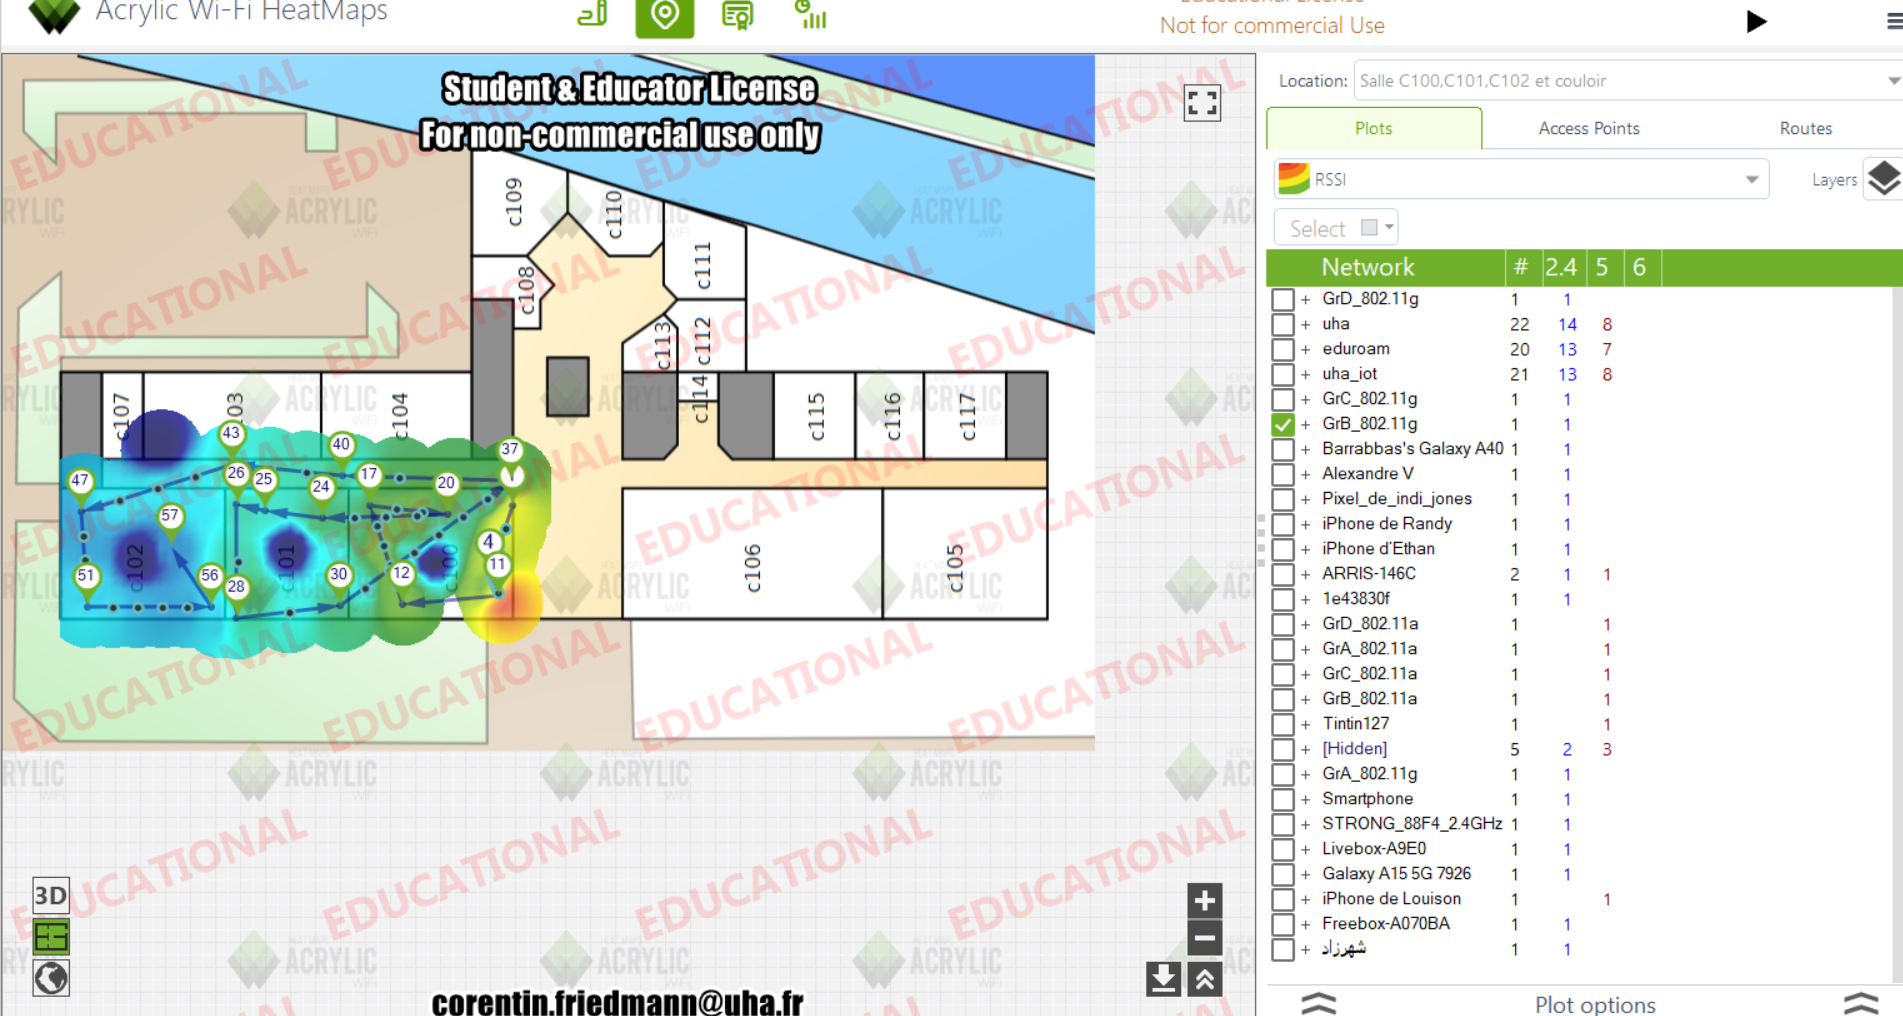 Acrylic Wi-Fi HeatMaps
Educational License
Not for commercial Use
Student & Educator License
For non-commercial use only
Location: Salle C100,C101,C102 et couloir
Plots Access Points Routes
RSSI Layers
Select
Network # 2.4 5 6
+ GrD_802.11g 1 1
+ uha 22 14 8
+ eduroam 20 13 7
+ uha_iot 21 13 8
+ GrC_802.11g 1 1
+ GrB_802.11g 1 1
+ Barrabbas's Galaxy A40 1 1
+ Alexandre V 1 1
+ Pixel_de_indi_jones 1 1
+ iPhone de Randy 1 1
+ iPhone d'Ethan 1 1
+ ARRIS-146C 2 1 1
+ 1e43830f 1 1
+ GrD_802.11a 1 1
+ GrA_802.11a 1 1
+ GrC_802.11a 1 1
+ GrB_802.11a 1 1
+ Tintin127 1 1
+ [Hidden] 5 2 3
+ GrA_802.11g 1 1
+ Smartphone 1 1
+ STRONG_88F4_2.4GHz 1 1
+ Livebox-A9E0 1 1
+ Galaxy A15 5G 7926 1 1
+ iPhone de Louison 1 1
+ Freebox-A070BA 1 1
+ شهرزاد 1 1
Plot options
c109
c110
c111
c108
c113
c112
c114
c107
c104
c115
c116
c117
c102
c106
c105
43
40
37
47
26
25
24
17
20
57
4
11
51
56
28
30
12
EDUCATIONAL
ACRYLIC
WiFi
3D
corentin.friedmann@uha.fr